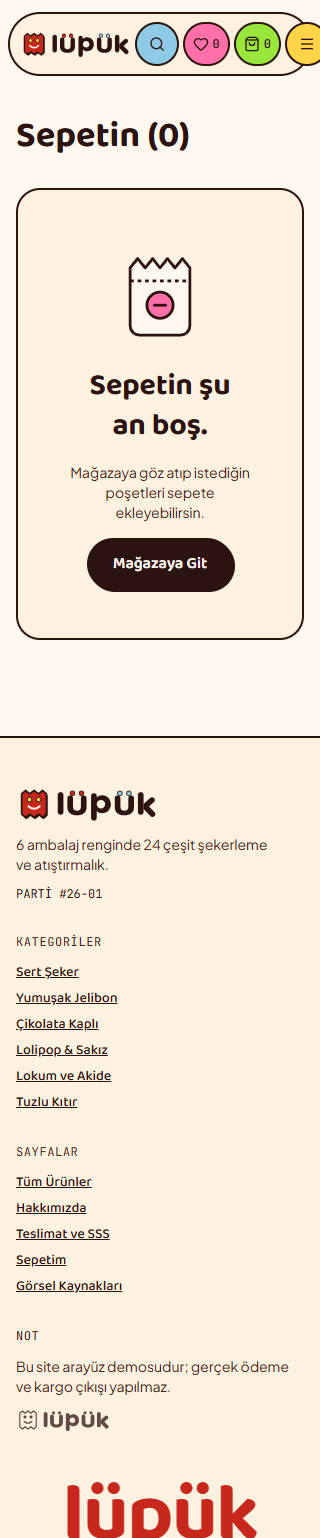 lüpük 0 0
Sepetin (0)
Sepetin şu
an boş.
Mağazaya göz atıp istediğin
poşetleri sepete
ekleyebilirsin.
Mağazaya Git
lüpük
6 ambalaj renginde 24 çeşit şekerleme
ve atıştırmalık.
PARTİ #26-01
KATEGORİLER
Sert Şeker
Yumuşak Jelibon
Çikolata Kaplı
Lolipop & Sakız
Lokum ve Akide
Tuzlu Kıtır
SAYFALAR
Tüm Ürünler
Hakkımızda
Teslimat ve SSS
Sepetim
Görsel Kaynakları
NOT
Bu site arayüz demosudur; gerçek ödeme
ve kargo çıkışı yapılmaz.
lüpük
lüpük